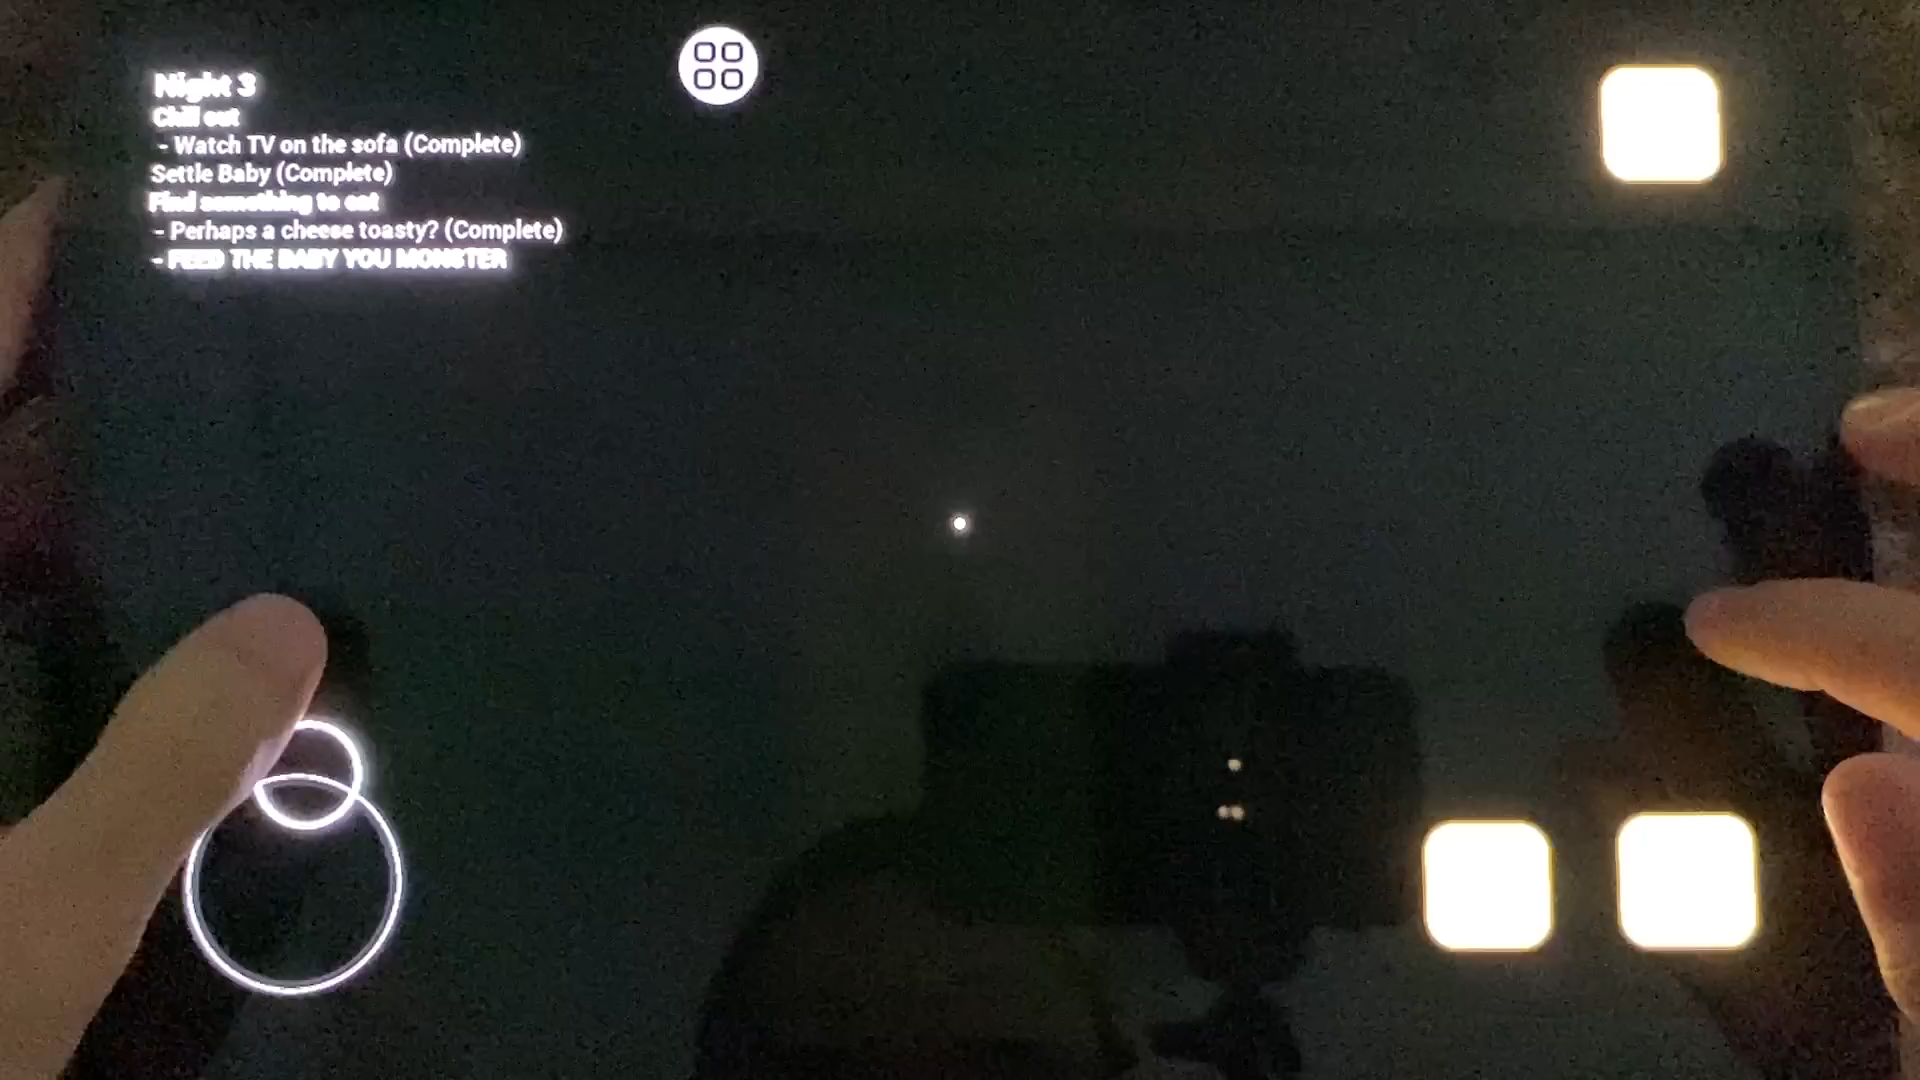 Night 3
Chill out
- Watch TV on the sofa (Complete)
Settle Baby (Complete)
Find something to eat
- Perhaps a cheese toasty? (Complete)
- FEED THE BABY YOU MONSTER